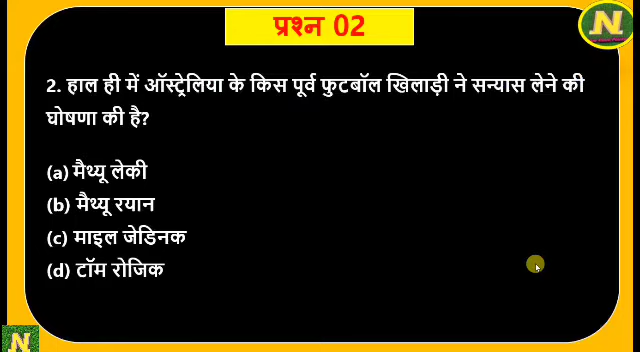 प्रश्न 02
N
2. हाल ही में ऑस्ट्रेलिया के किस पूर्व फुटबॉल खिलाड़ी ने सन्यास लेने की
घोषणा की है?
(a) मैथ्यू लेकी
(b) मैथ्यू रयान
(c) माइल जेडिनक
(d) टॉम रोजिक
N